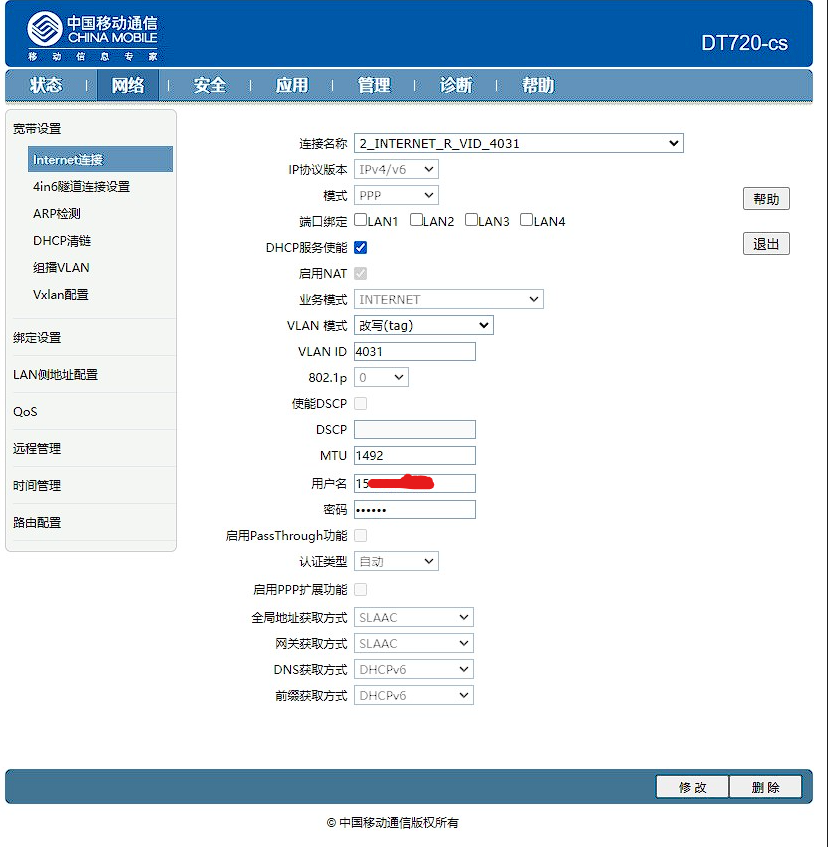 中国移动通信
CHINA MOBILE
移 动 信 息 专 家
DT720-cs
状态 | 网络 | 安全 | 应用 | 管理 | 诊断 | 帮助
宽带设置
Internet连接
4in6隧道连接设置
ARP检测
DHCP清链
组播VLAN
Vxlan配置
绑定设置
LAN侧地址配置
QoS
远程管理
时间管理
路由配置
连接名称 2_INTERNET_R_VID_4031
IP协议版本 IPv4/v6
模式 PPP
端口绑定 LAN1 LAN2 LAN3 LAN4
DHCP服务使能
启用NAT
业务模式 INTERNET
VLAN 模式 改写(tag)
VLAN ID 4031
802.1p 0
使能DSCP
DSCP
MTU 1492
用户名 15
密码 ••••••
启用PassThrough功能
认证类型 自动
启用PPP扩展功能
全局地址获取方式 SLAAC
网关获取方式 SLAAC
DNS获取方式 DHCPv6
前缀获取方式 DHCPv6
帮助
退出
修 改 删 除
© 中国移动通信版权所有